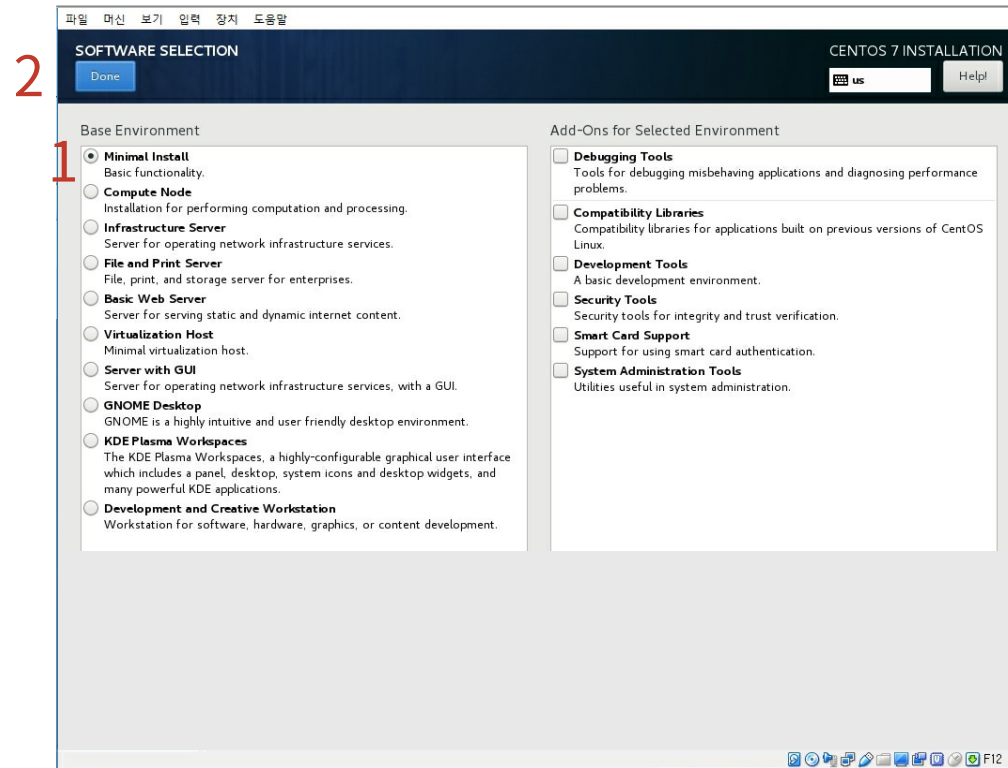 파일 머신 보기 입력 장치 도움말
SOFTWARE SELECTION
CENTOS 7 INSTALLATION
2
Done
us
Help!
Base Environment
1
Minimal Install
Basic functionality.
Compute Node
Installation for performing computation and processing.
Infrastructure Server
Server for operating network infrastructure services.
File and Print Server
File, print, and storage server for enterprises.
Basic Web Server
Server for serving static and dynamic internet content.
Virtualization Host
Minimal virtualization host.
Server with GUI
Server for operating network infrastructure services, with a GUI.
GNOME Desktop
GNOME is a highly intuitive and user friendly desktop environment.
KDE Plasma Workspaces
The KDE Plasma Workspaces, a highly-configurable graphical user interface
which includes a panel, desktop, system icons and desktop widgets, and
many powerful KDE applications.
Development and Creative Workstation
Workstation for software, hardware, graphics, or content development.
Add-Ons for Selected Environment
Debugging Tools
Tools for debugging misbehaving applications and diagnosing performance
problems.
Compatibility Libraries
Compatibility libraries for applications built on previous versions of CentOS
Linux.
Development Tools
A basic development environment.
Security Tools
Security tools for integrity and trust verification.
Smart Card Support
Support for using smart card authentication.
System Administration Tools
Utilities useful in system administration.
F12